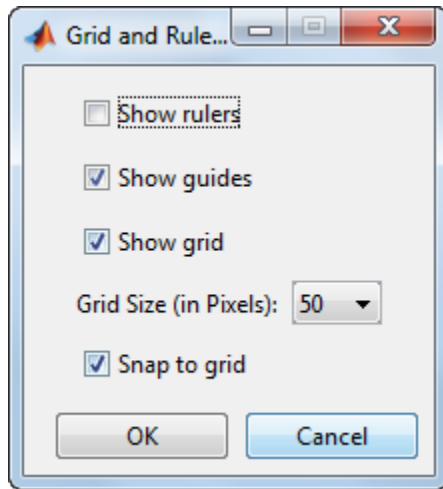 Grid and Rule...
Show rulers
Show guides
Show grid
Grid Size (in Pixels): 50
Snap to grid
OK Cancel